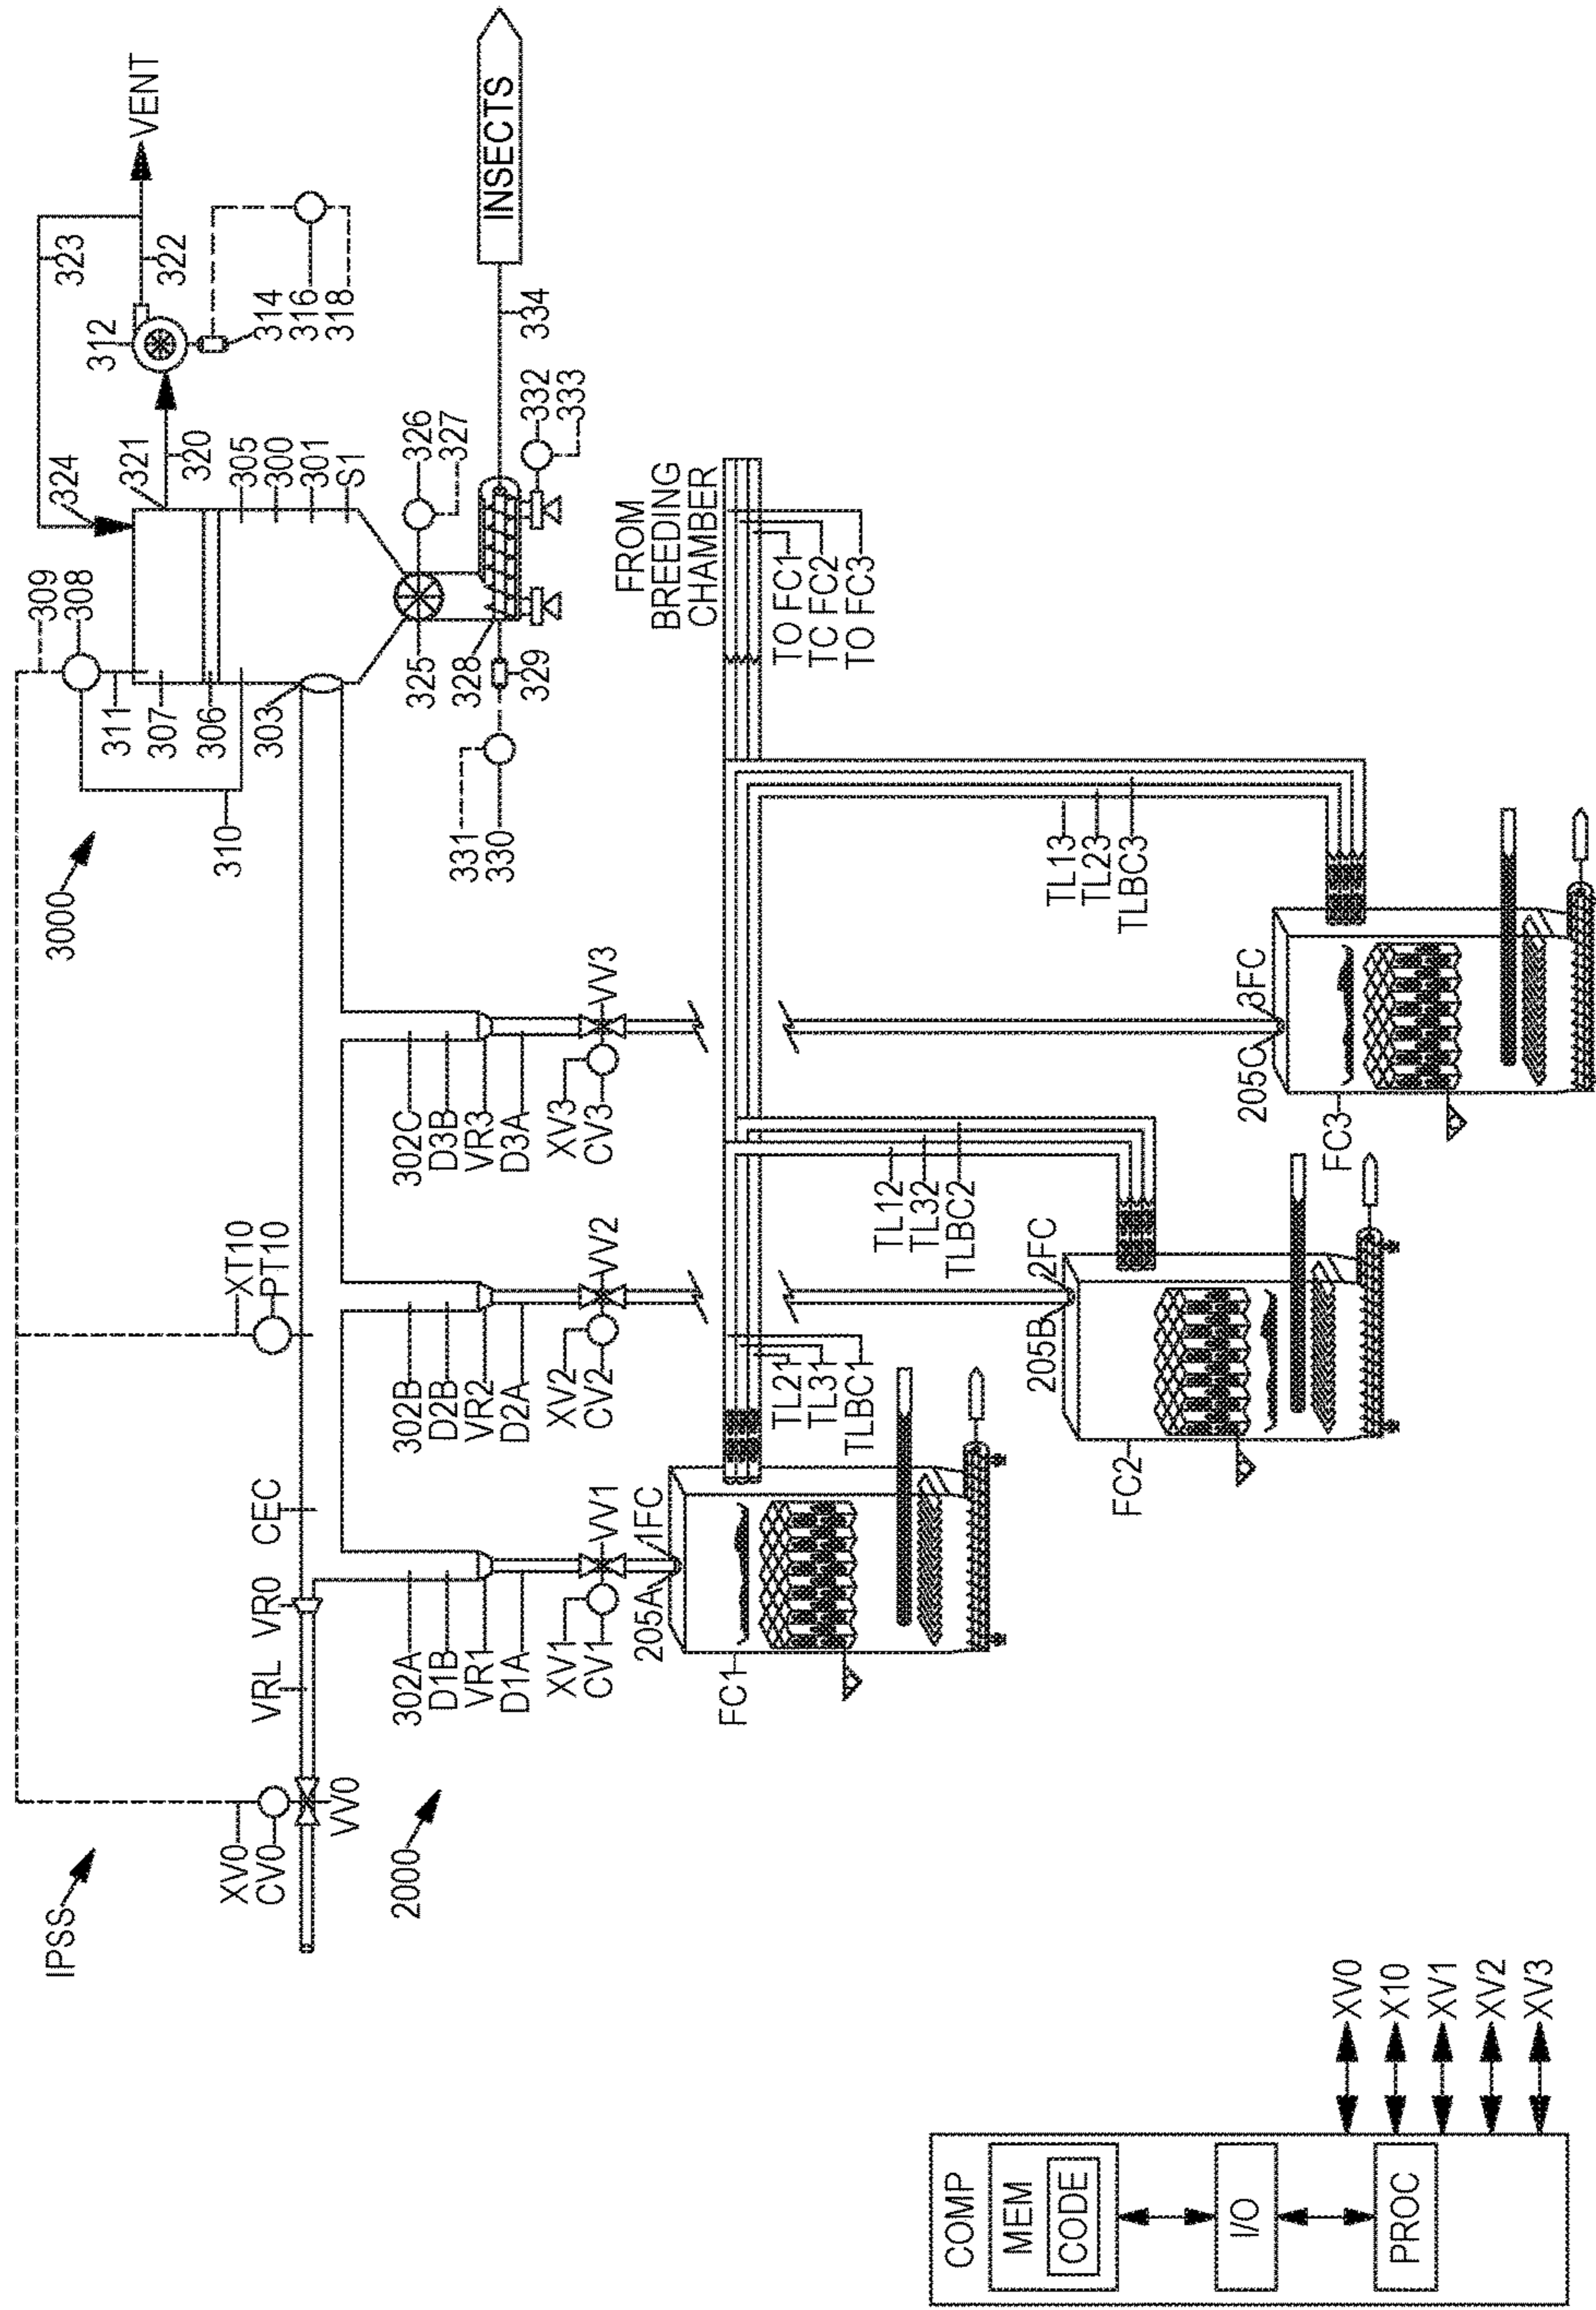 IPSS
XV0
CV0
VV0
VRL
VR0
CEC
XT10
PT10
3000
309
308
311
307
306
303
310
324
321
320
305
300
301
S1
323
312
322
VENT
314
316
318
326
327
325
328
329
331
330
332
333
334
INSECTS
2000
302A
D1B
VR1
D1A
XV1
CV1
VV1
205A
1FC
FC1
302B
D2B
VR2
D2A
XV2
CV2
VV2
205B
2FC
FC2
302C
D3B
VR3
D3A
XV3
CV3
VV3
205C
3FC
FC3
TL21
TL31
TLBC1
TL12
TL32
TLBC2
TL13
TL23
TLBC3
FROM
BREEDING
CHAMBER
TO FC1
TC FC2
TO FC3
COMP
MEM
CODE
I/O
PROC
XV0
X10
XV1
XV2
XV3